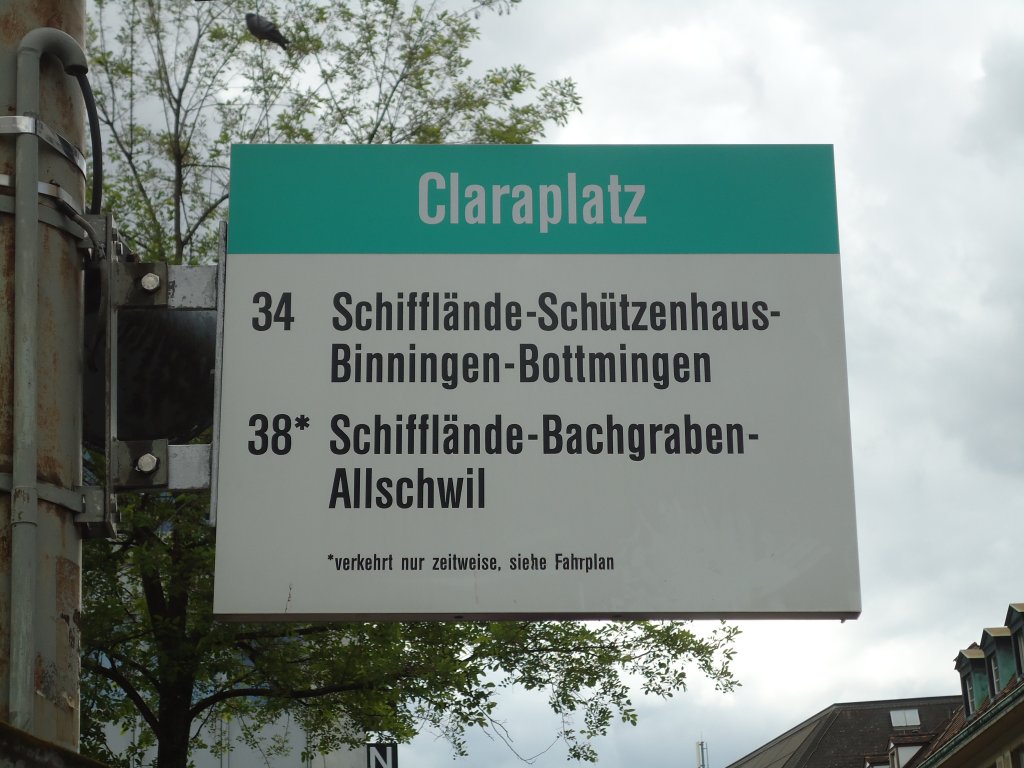 Claraplatz
34 Schifflände-Schützenhaus-
Binningen-Bottmingen
38* Schifflände-Bachgraben-
Allschwil
*verkehrt nur zeitweise, siehe Fahrplan
N